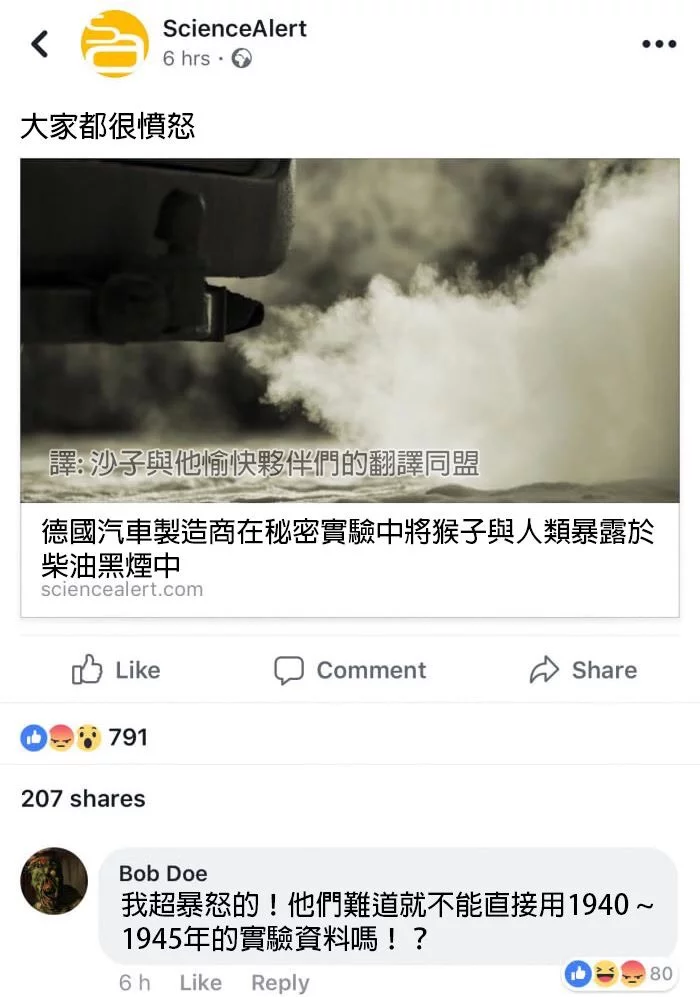 ScienceAlert
6 hrs ·
大家都很憤怒
譯: 沙子與他愉快夥伴們的翻譯同盟
德國汽車製造商在秘密實驗中將猴子與人類暴露於
柴油黑煙中
sciencealert.com
Like Comment Share
791
207 shares
Bob Doe
我超暴怒的！他們難道就不能直接用1940～
1945年的實驗資料嗎！？
6 h Like Reply 80